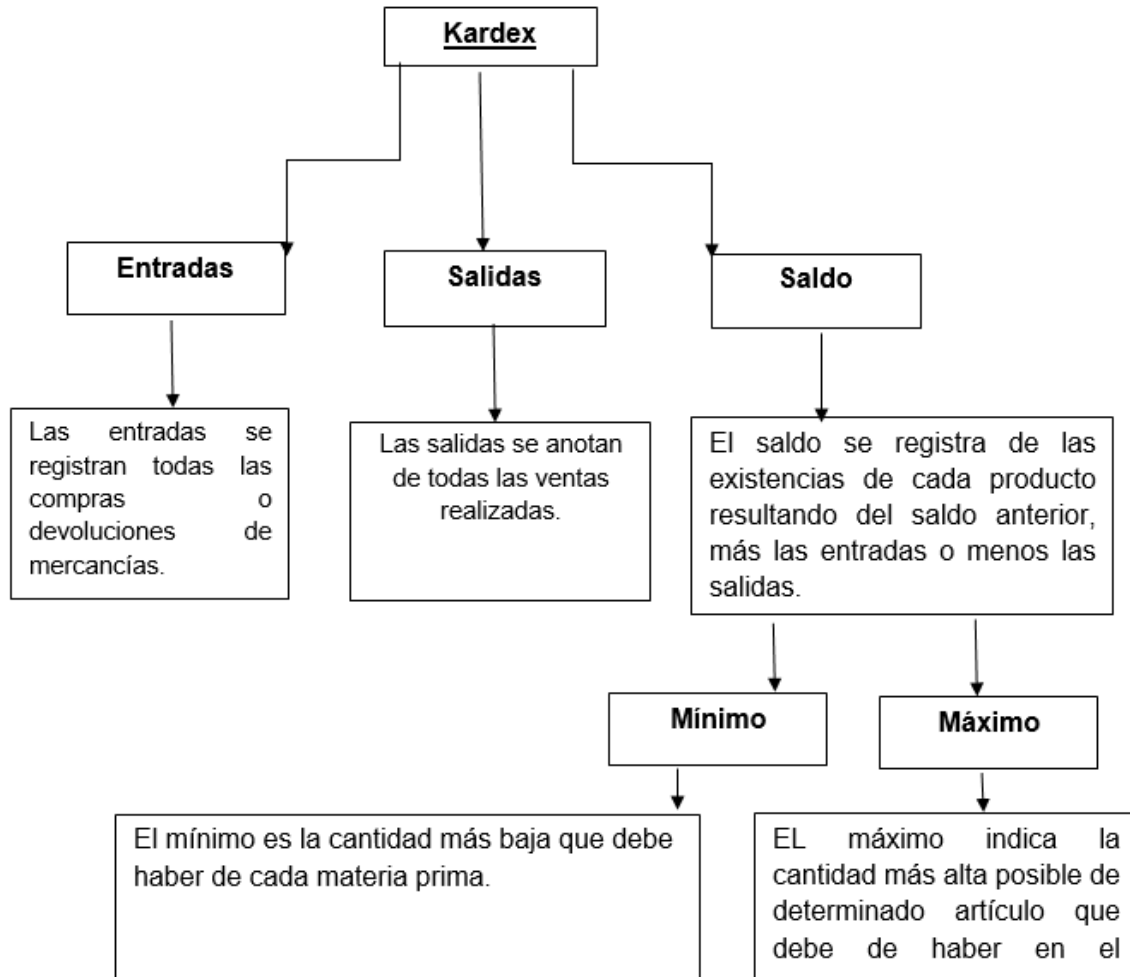 Kardex
Entradas
Salidas
Saldo
Las entradas se
registran todas las
compras o
devoluciones de
mercancías.
Las salidas se anotan
de todas las ventas
realizadas.
El saldo se registra de las
existencias de cada producto
resultando del saldo anterior,
más las entradas o menos las
salidas.
Mínimo
Máximo
El mínimo es la cantidad más baja que debe
haber de cada materia prima.
EL máximo indica la
cantidad más alta posible de
determinado artículo que
debe de haber en el